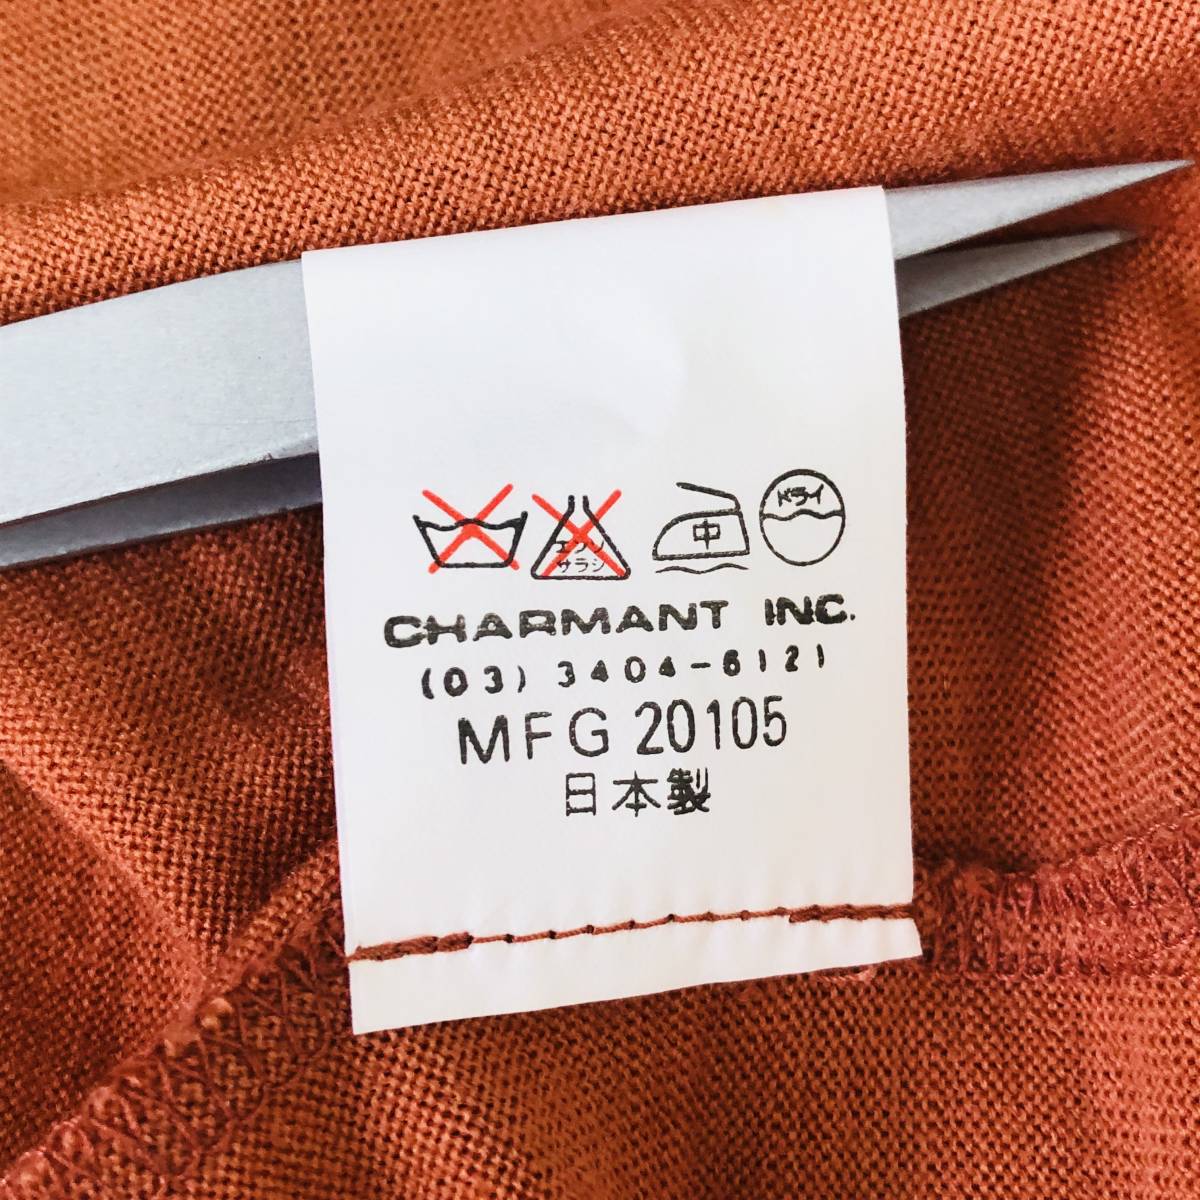 エンソ
サラシ
中
ドライ
CHARMANT INC.
(03) 3404-6121
MFG 20105
日本製